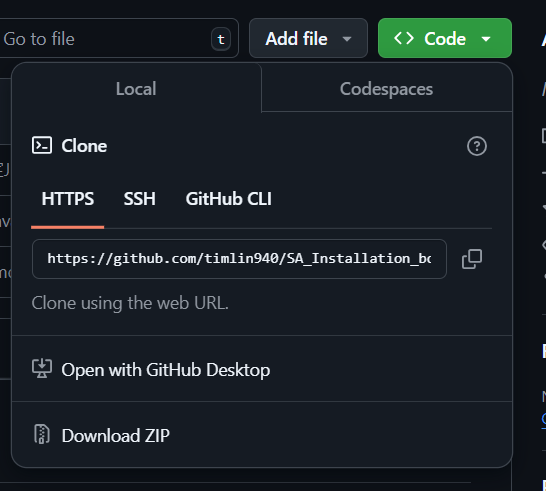 Go to file
t
Add file
Code
Local
Codespaces
Clone
HTTPS
SSH
GitHub CLI
https://github.com/timlin940/SA_Installation_bo
Clone using the web URL.
Open with GitHub Desktop
Download ZIP